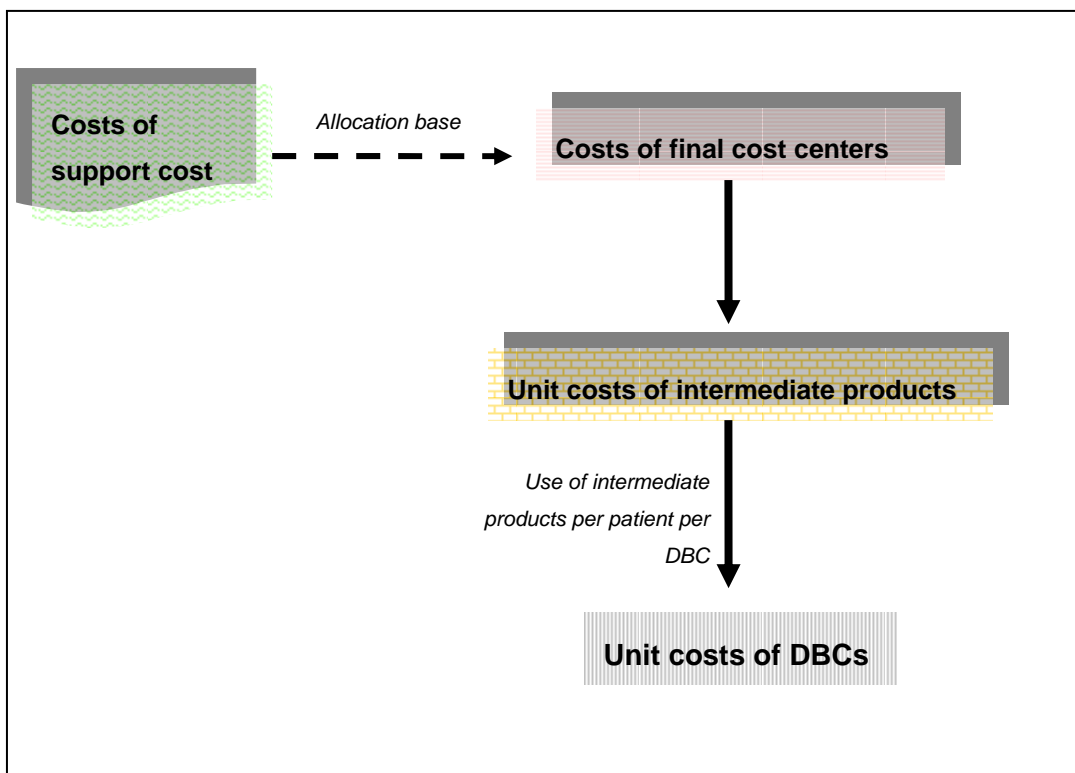 Costs of
support cost
Allocation base
Costs of final cost centers
Unit costs of intermediate products
Use of intermediate
products per patient per
DBC
Unit costs of DBCs